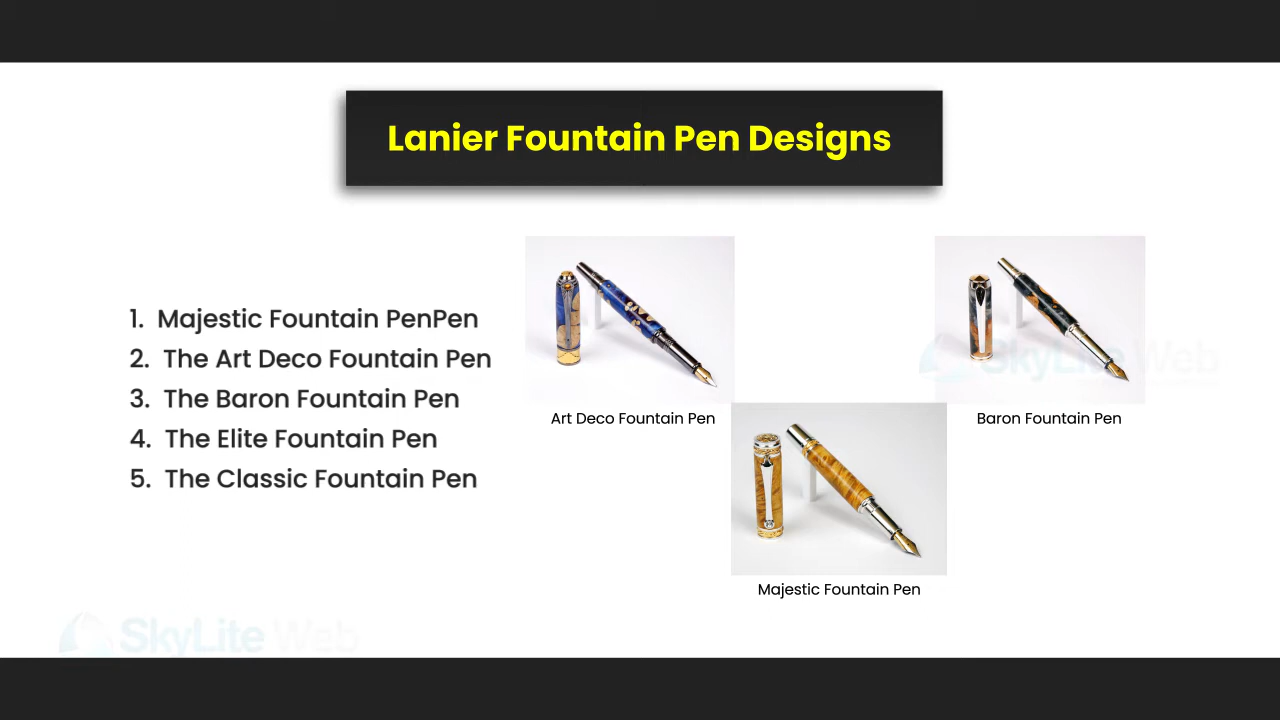 Lanier Fountain Pen Designs
1. Majestic Fountain PenPen
2. The Art Deco Fountain Pen
3. The Baron Fountain Pen
4. The Elite Fountain Pen
5. The Classic Fountain Pen
Art Deco Fountain Pen
Baron Fountain Pen
Majestic Fountain Pen
SkyLite Web
SkyLite Web